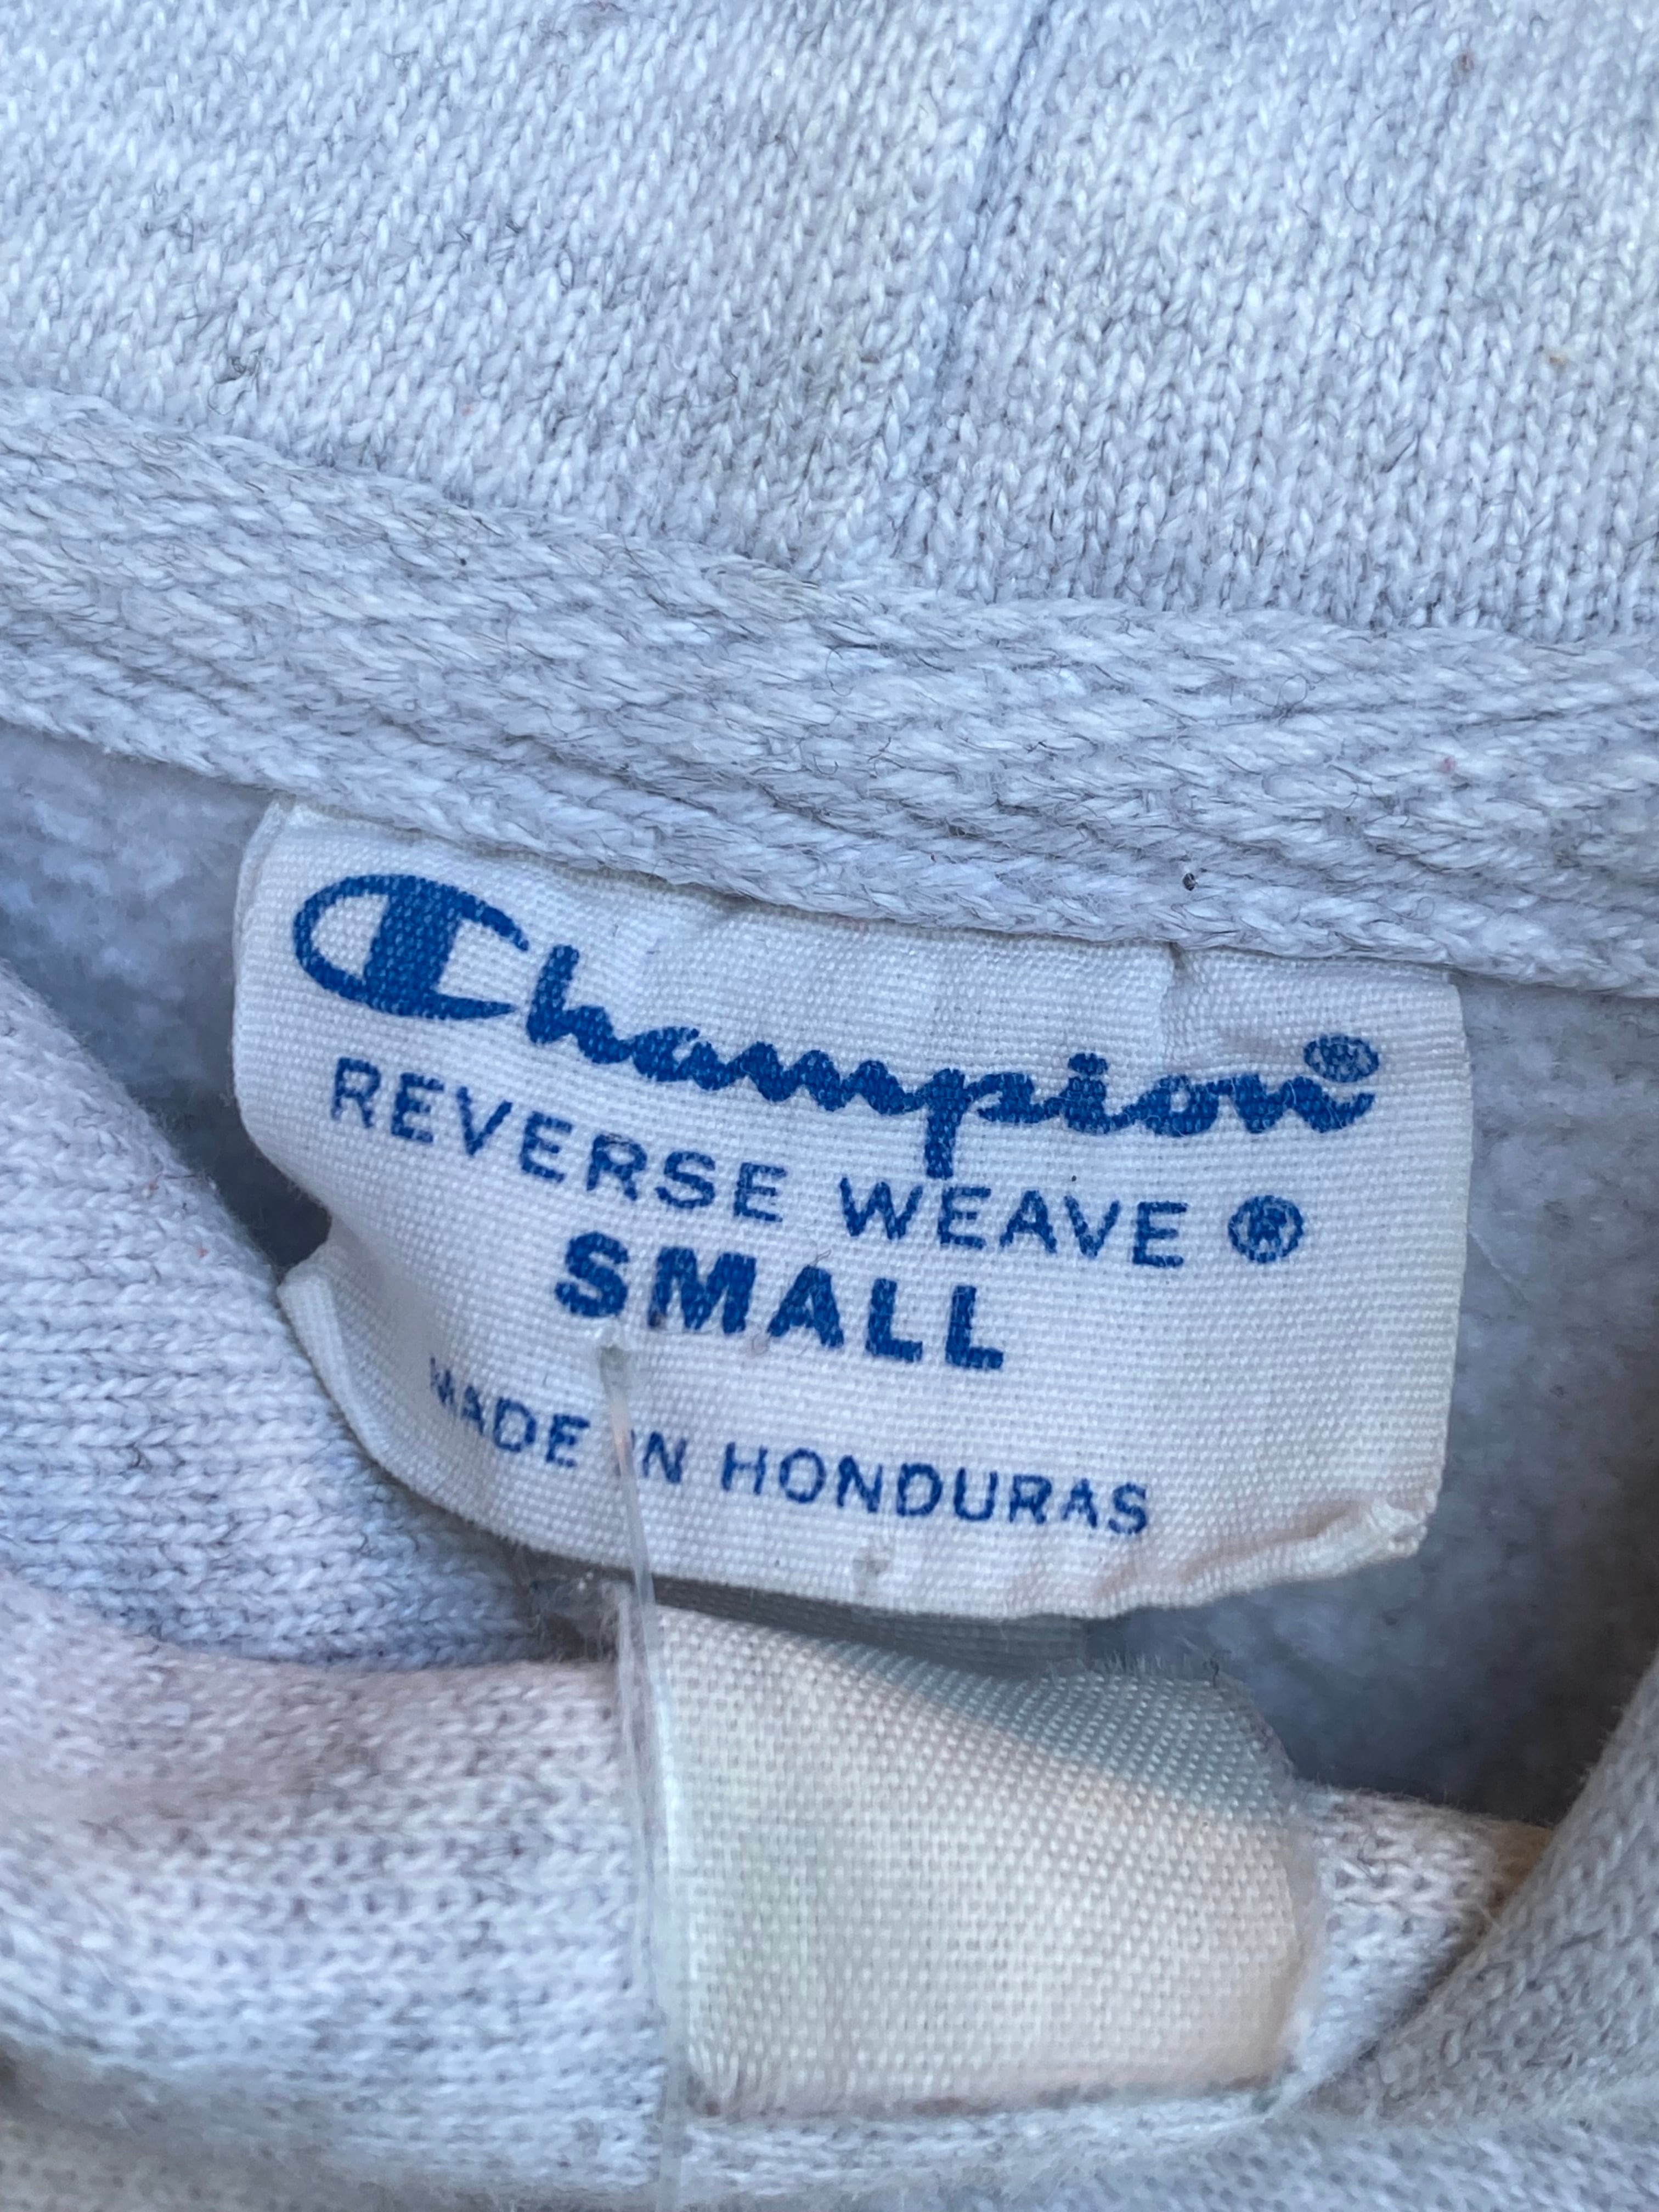 Champion®
REVERSE WEAVE ®
SMALL
MADE IN HONDURAS